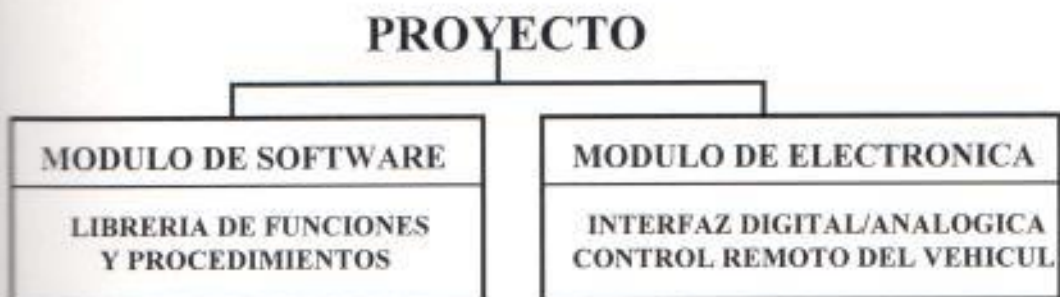 PROYECTO
MODULO DE SOFTWARE
LIBRERIA DE FUNCIONES
Y PROCEDIMIENTOS
MODULO DE ELECTRONICA
INTERFAZ DIGITAL/ANALOGICA
CONTROL REMOTO DEL VEHICUL